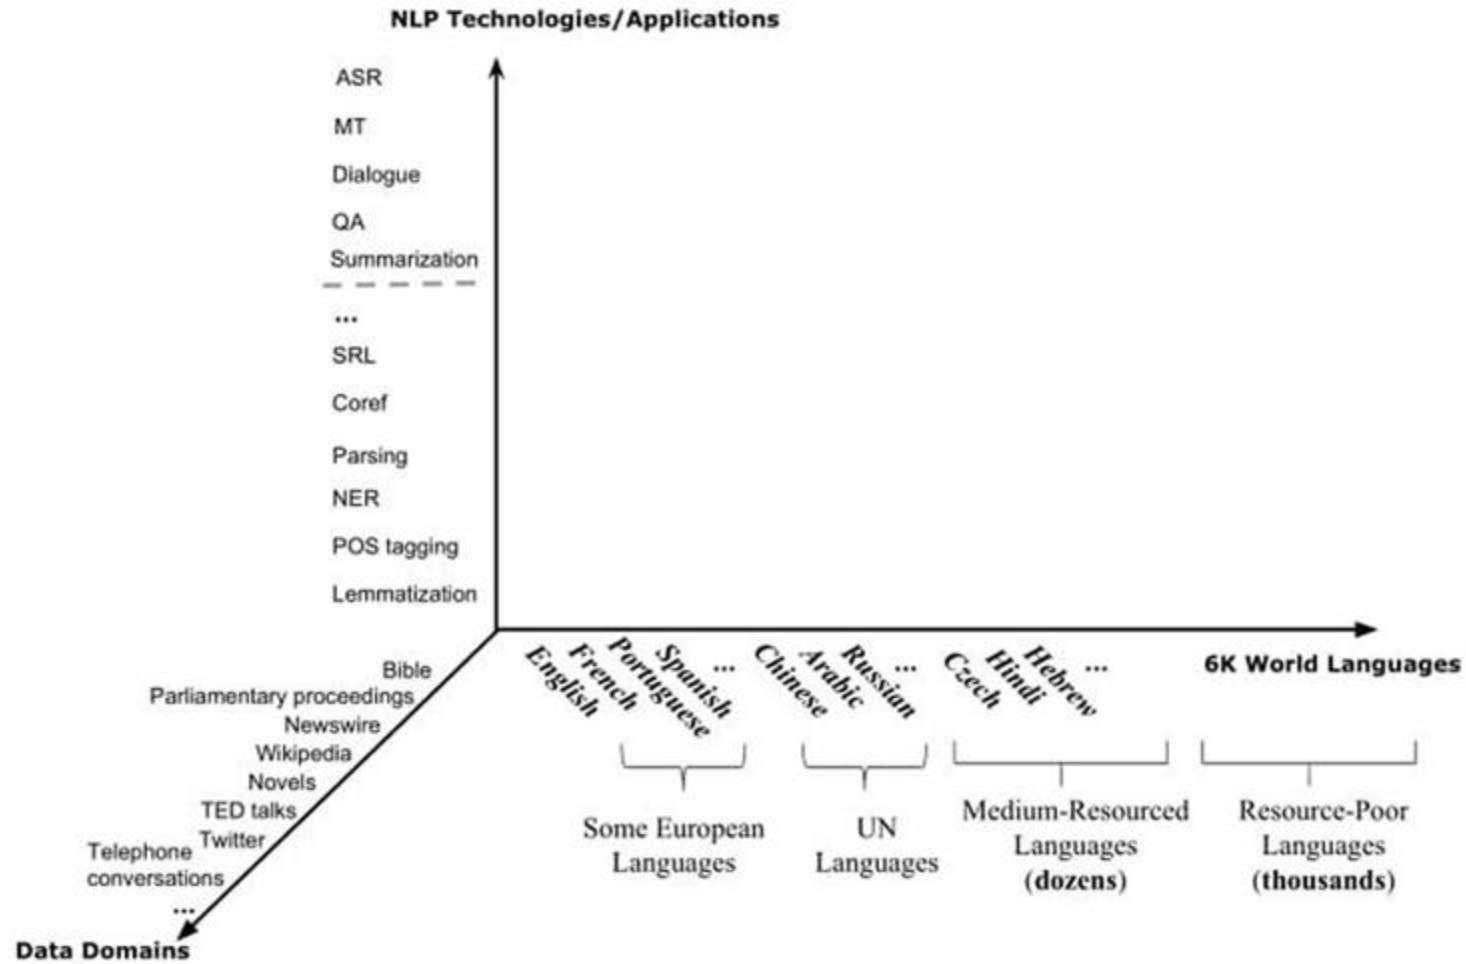 NLP Technologies/Applications
ASR
MT
Dialogue
QA
Summarization
...
SRL
Coref
Parsing
NER
POS tagging
Lemmatization
Bible
Parliamentary proceedings
Newswire
Wikipedia
Novels
TED talks
Twitter
Telephone
conversations
...
Data Domains
English
French
Portuguese
Spanish
...
Chinese
Arabic
Russian
...
Czech
Hindi
Hebrew
...
6K World Languages
Some European
Languages
UN
Languages
Medium-Resourced
Languages
(dozens)
Resource-Poor
Languages
(thousands)